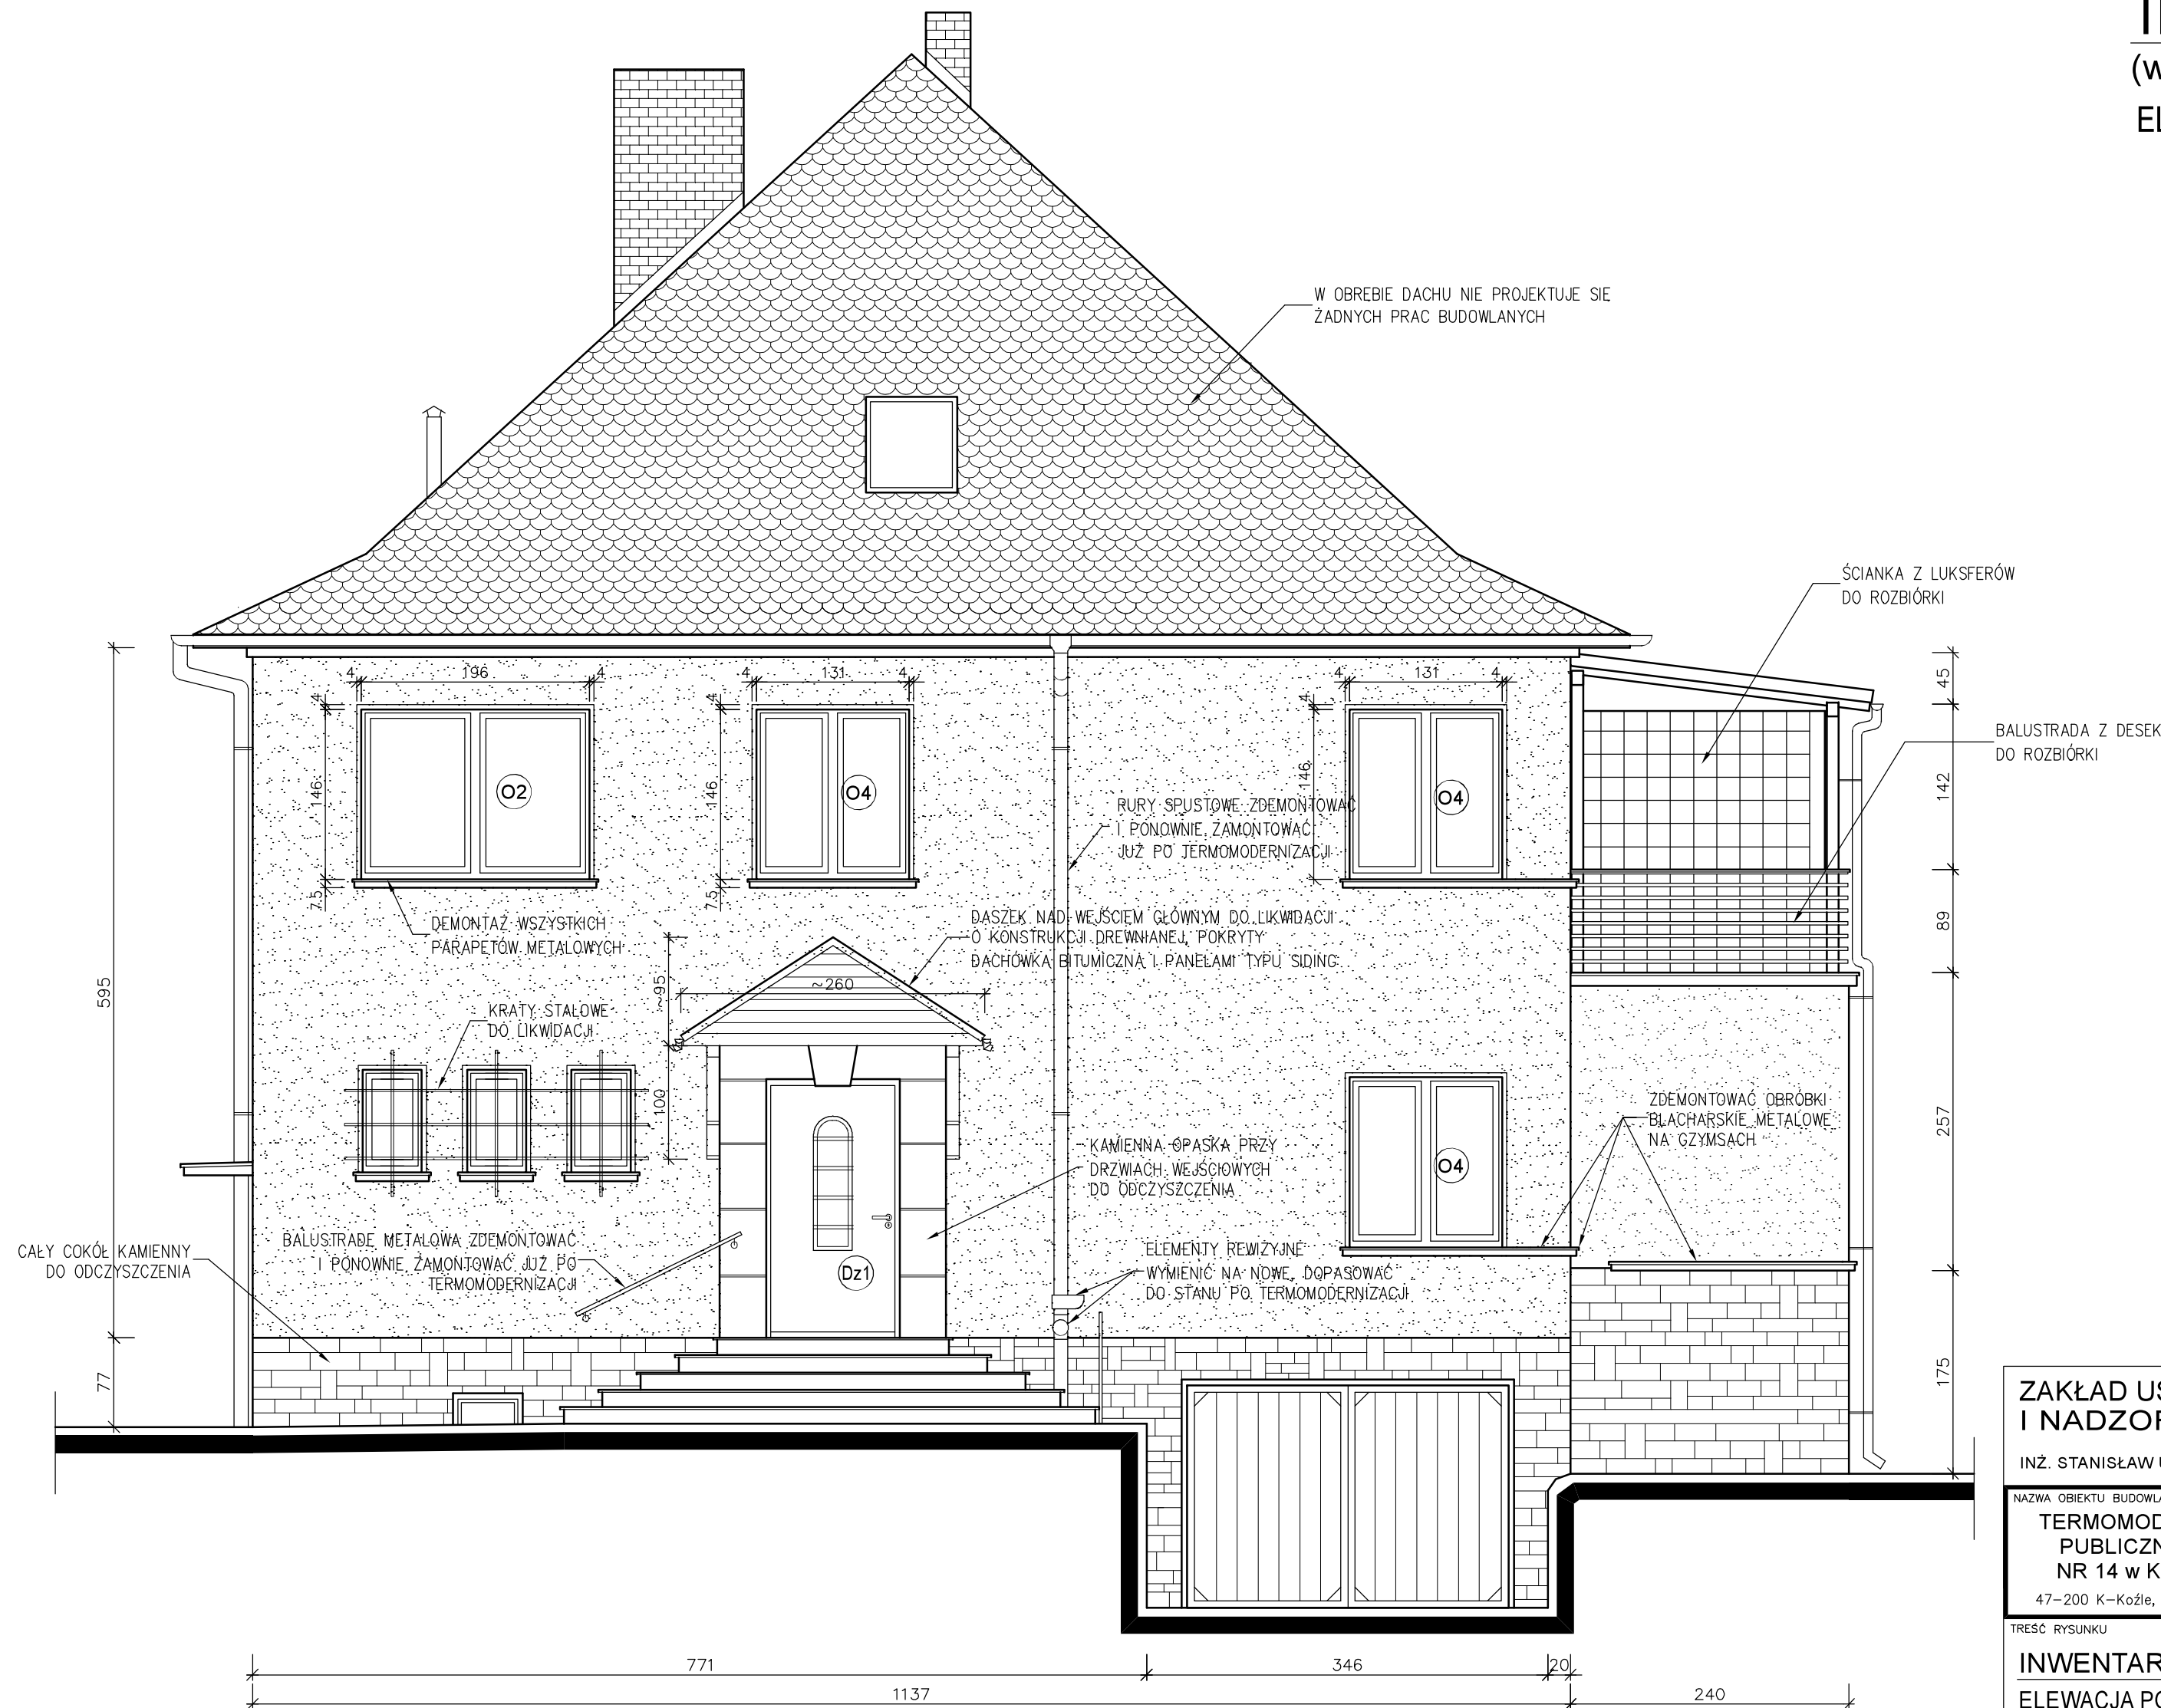 (w
W OBRĘBIE DACHU NIE PROJEKTUJE SIĘ
ŻADNYCH PRAC BUDOWLANYCH
ŚCIANKA Z LUKSFERÓW
DO ROZBIÓRKI
BALUSTRADA Z DESEK
DO ROZBIÓRKI
4 196 4
4 131 4
4 131 4
4
146
7.5
4
146
7.5
4
146
O2
O4
O4
RURY SPUSTOWE ZDEMONTOWAĆ
I PONOWNIE ZAMONTOWAĆ
JUŻ PO TERMOMODERNIZACJI
DEMONTAŻ WSZYSTKICH
PARAPETÓW METALOWYCH
DASZEK NAD WEJŚCIEM GŁÓWNYM DO LIKWIDACJI
O KONSTRUKCJI DREWNIANEJ, POKRYTY
DACHÓWKĄ BITUMICZNĄ I PANELAMI TYPU SIDING
~95
~260
100
KRATY STALOWE
DO LIKWIDACJI
KAMIENNA OPASKA PRZY
DRZWIACH WEJŚCIOWYCH
DO ODCZYSZCZENIA
ZDEMONTOWAĆ OBRÓBKI
BLACHARSKIE METALOWE
NA GZYMSACH
O4
Dz1
BALUSTRADĘ METALOWĄ ZDEMONTOWAĆ
I PONOWNIE ZAMONTOWAĆ JUŻ PO
TERMOMODERNIZACJI
CAŁY COKÓŁ KAMIENNY
DO ODCZYSZCZENIA
ELEMENTY REWIZYJNE
WYMIENIĆ NA NOWE, DOPASOWAĆ
DO STANU PO TERMOMODERNIZACJI
595
77
45
142
89
257
175
771 346 20
1137 240
ZAKŁAD
I
INŻ. STANISŁAW
NAZWA OBIEKTU
NR 14 w
47-200 K-Koźle,
TREŚĆ RYSUNKU
ELEWACJA